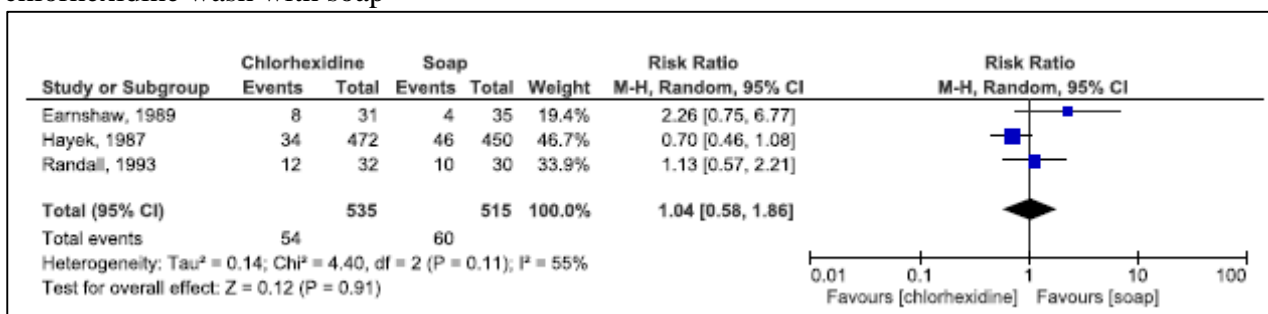 chlorhexidine wash with soap
Chlorhexidine Soap Risk Ratio Risk Ratio
Study or Subgroup Events Total Events Total Weight M-H, Random, 95% CI M-H, Random, 95% CI
Earnshaw, 1989 8 31 4 35 19.4% 2.26 [0.75, 6.77]
Hayek, 1987 34 472 46 450 46.7% 0.70 [0.46, 1.08]
Randall, 1993 12 32 10 30 33.9% 1.13 [0.57, 2.21]
Total (95% CI) 535 515 100.0% 1.04 [0.58, 1.86]
Total events 54 60
Heterogeneity: Tau² = 0.14; Chi² = 4.40, df = 2 (P = 0.11); I² = 55%
Test for overall effect: Z = 0.12 (P = 0.91)
0.01 0.1 1 10 100
Favours [chlorhexidine] Favours [soap]